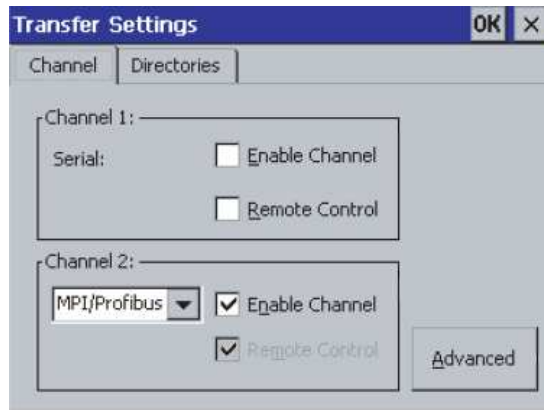 Transfer Settings OK ×
Channel Directories
Channel 1:
Serial: Enable Channel
Remote Control
Channel 2:
MPI/Profibus Enable Channel
Remote Control
Advanced